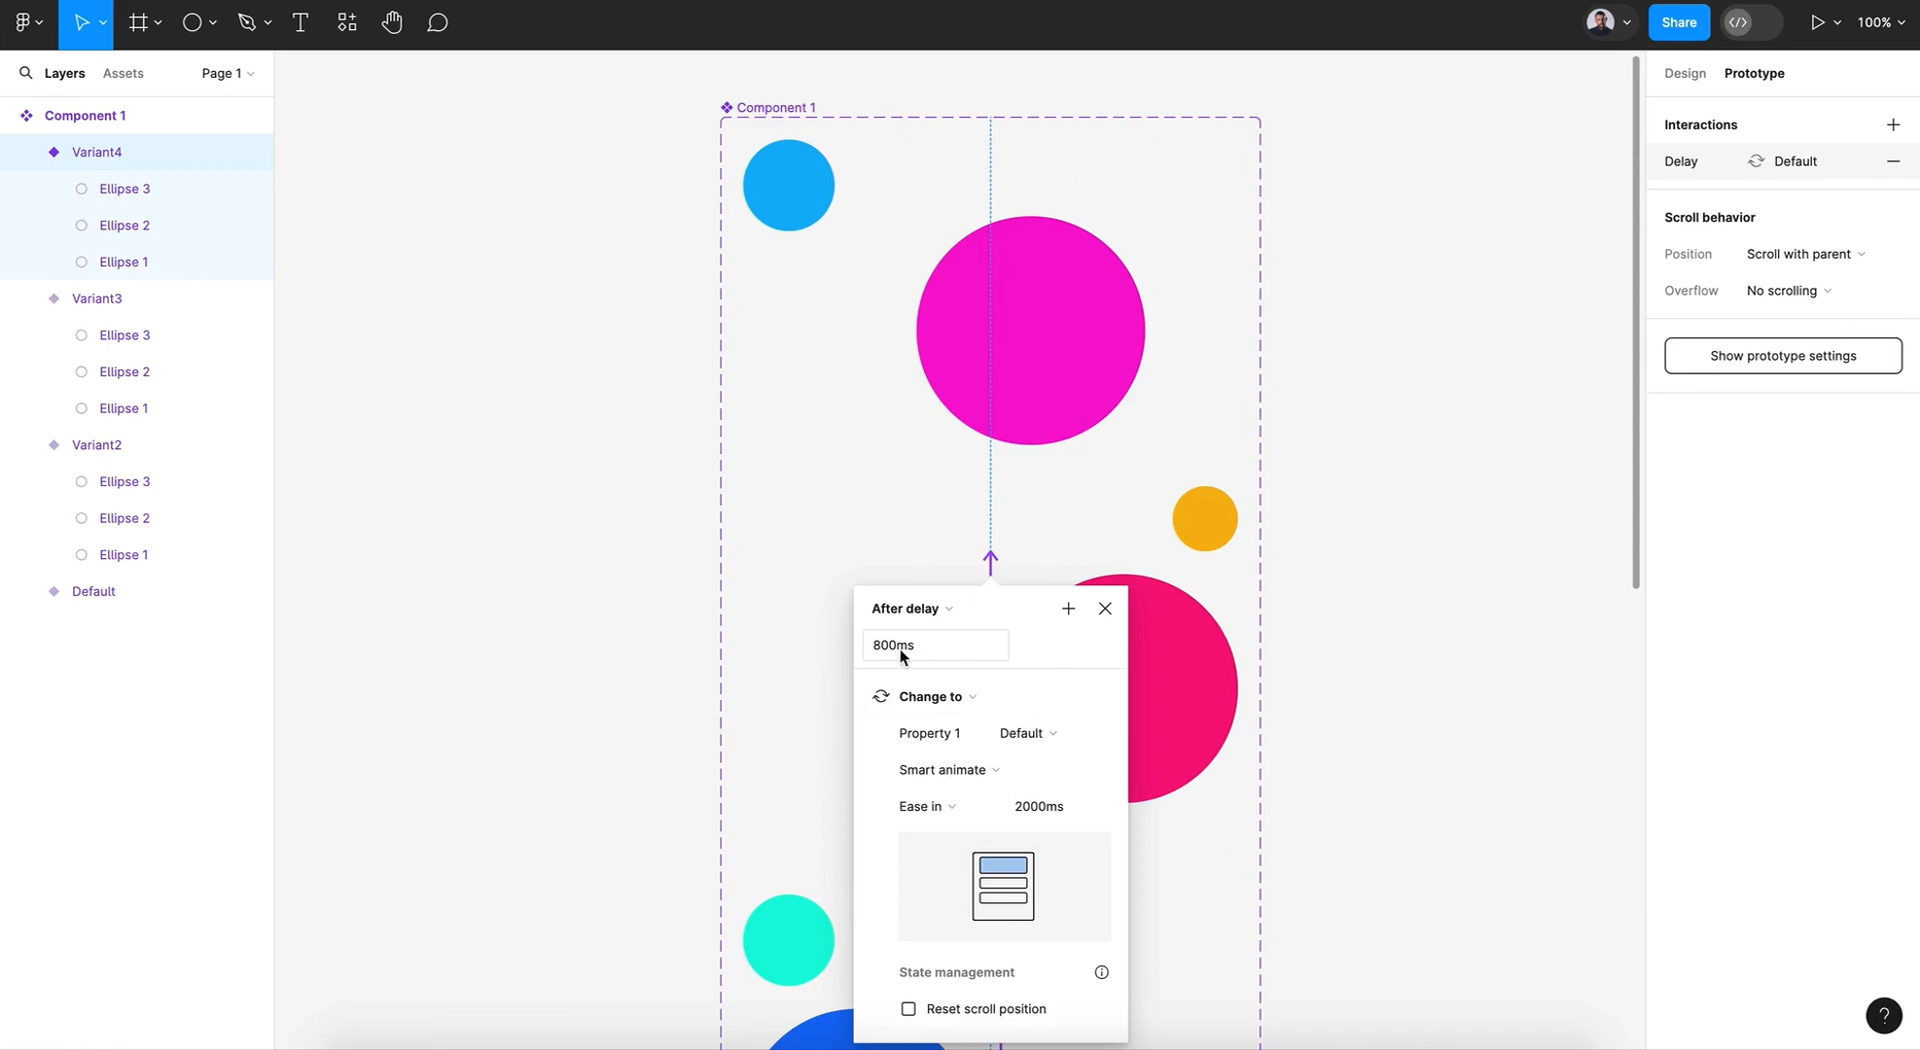 Share
100%
Layers
Assets
Page 1
Component 1
Variant4
Ellipse 3
Ellipse 2
Ellipse 1
Variant3
Ellipse 3
Ellipse 2
Ellipse 1
Variant2
Ellipse 3
Ellipse 2
Ellipse 1
Default
Component 1
After delay
800ms
Change to
Property 1
Default
Smart animate
Ease in
2000ms
State management
Reset scroll position
Design
Prototype
Interactions
Delay
Default
Scroll behavior
Position
Scroll with parent
Overflow
No scrolling
Show prototype settings
?